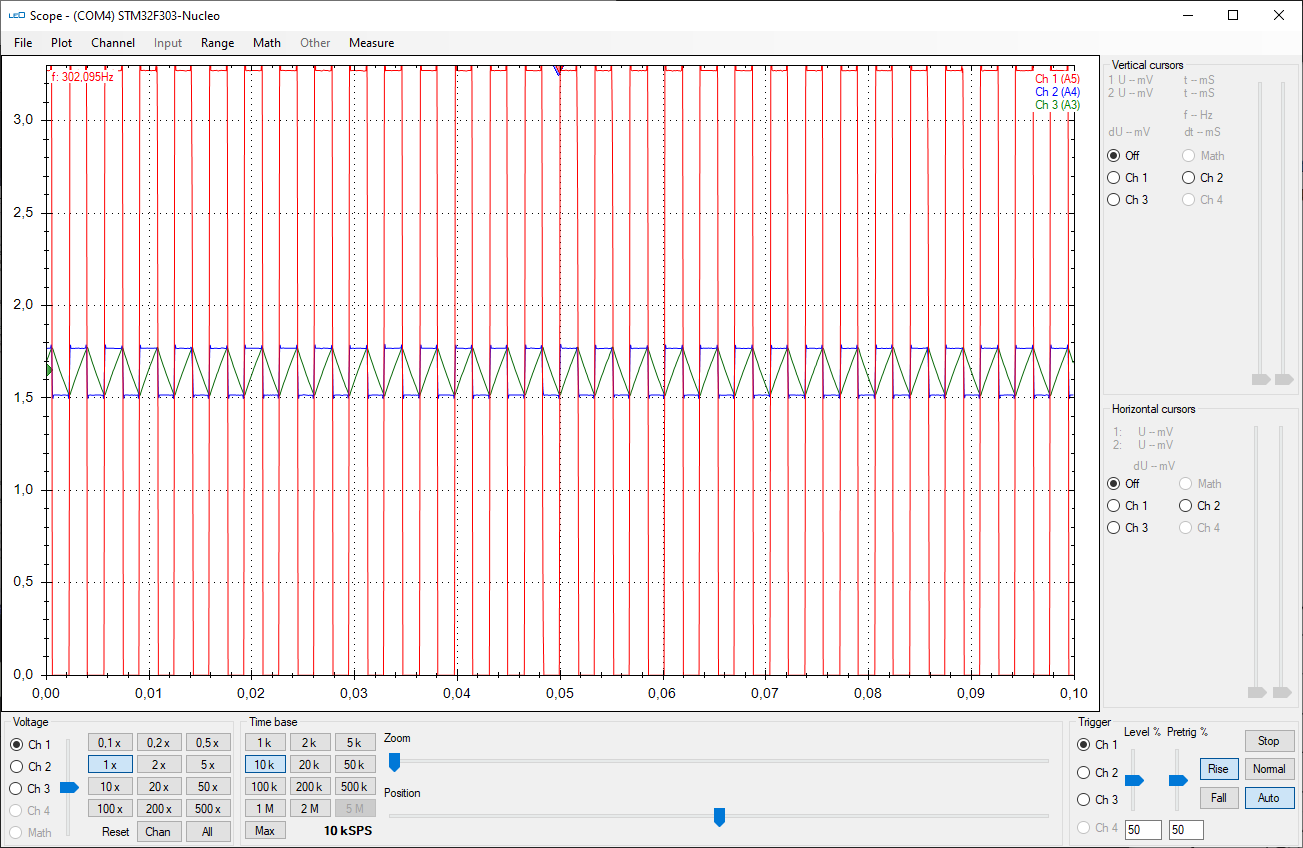 LEO Scope - (COM4) STM32F303-Nucleo
File Plot Channel Input Range Math Other Measure
f: 302,095Hz
Ch 1 (A5)
Ch 2 (A4)
Ch 3 (A3)
3,0
2,5
2,0
1,5
1,0
0,5
0,0
0,00 0,01 0,02 0,03 0,04 0,05 0,06 0,07 0,08 0,09 0,10
Vertical cursors
1 U -- mV t -- mS
2 U -- mV t -- mS
f -- Hz
dU -- mV dt -- mS
Off Math
Ch 1 Ch 2
Ch 3 Ch 4
Horizontal cursors
1: U -- mV
2: U -- mV
dU -- mV
Off Math
Ch 1 Ch 2
Ch 3 Ch 4
Voltage
Ch 1 0,1 x 0,2 x 0,5 x
Ch 2 1 x 2 x 5 x
Ch 3 10 x 20 x 50 x
Ch 4 100 x 200 x 500 x
Math Reset Chan All
Time base
1 k 2 k 5 k
10 k 20 k 50 k
100 k 200 k 500 k
1 M 2 M 5 M
Max 10 kSPS
Zoom
Position
Trigger
Level % Pretrig %
Ch 1 Stop
Ch 2 Rise Normal
Ch 3 Fall Auto
Ch 4 50 50